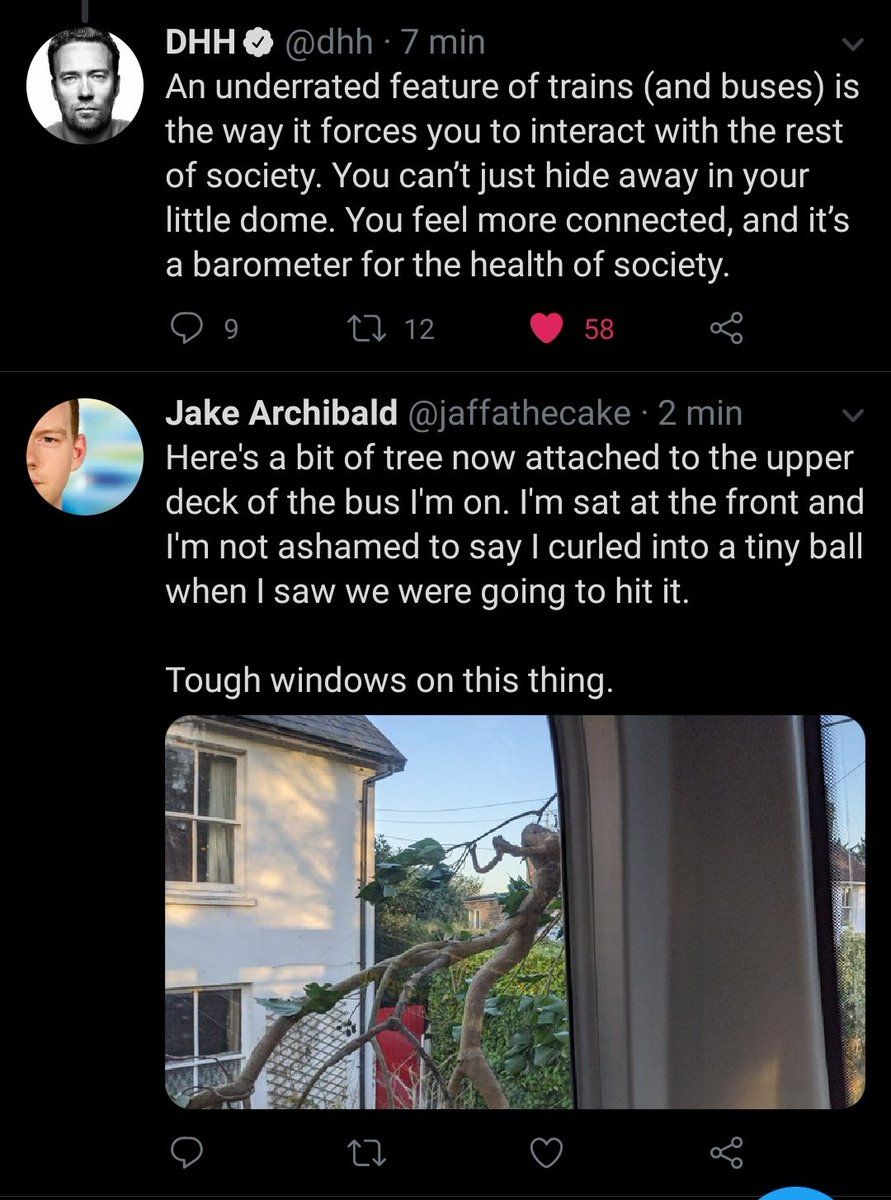 DHH @dhh · 7 min
An underrated feature of trains (and buses) is
the way it forces you to interact with the rest
of society. You can’t just hide away in your
little dome. You feel more connected, and it’s
a barometer for the health of society.
9 12 58
Jake Archibald @jaffathecake · 2 min
Here's a bit of tree now attached to the upper
deck of the bus I'm on. I'm sat at the front and
I'm not ashamed to say I curled into a tiny ball
when I saw we were going to hit it.
Tough windows on this thing.